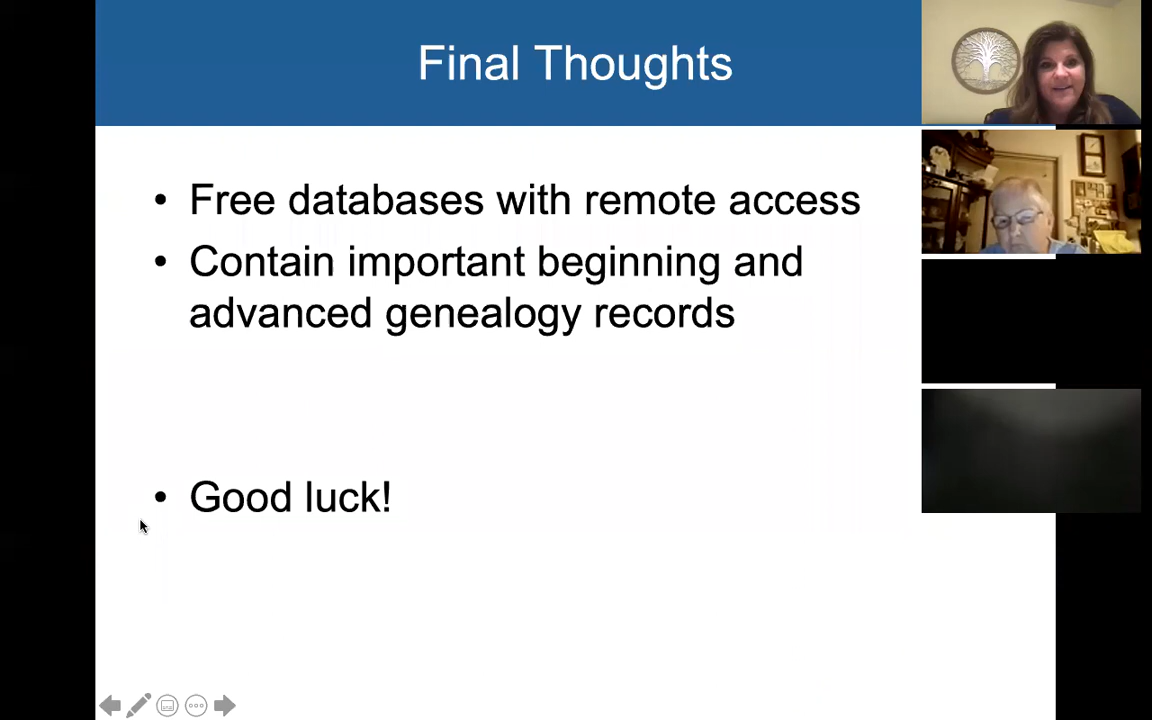 Final Thoughts
• Free databases with remote access
• Contain important beginning and
advanced genealogy records
• Good luck!